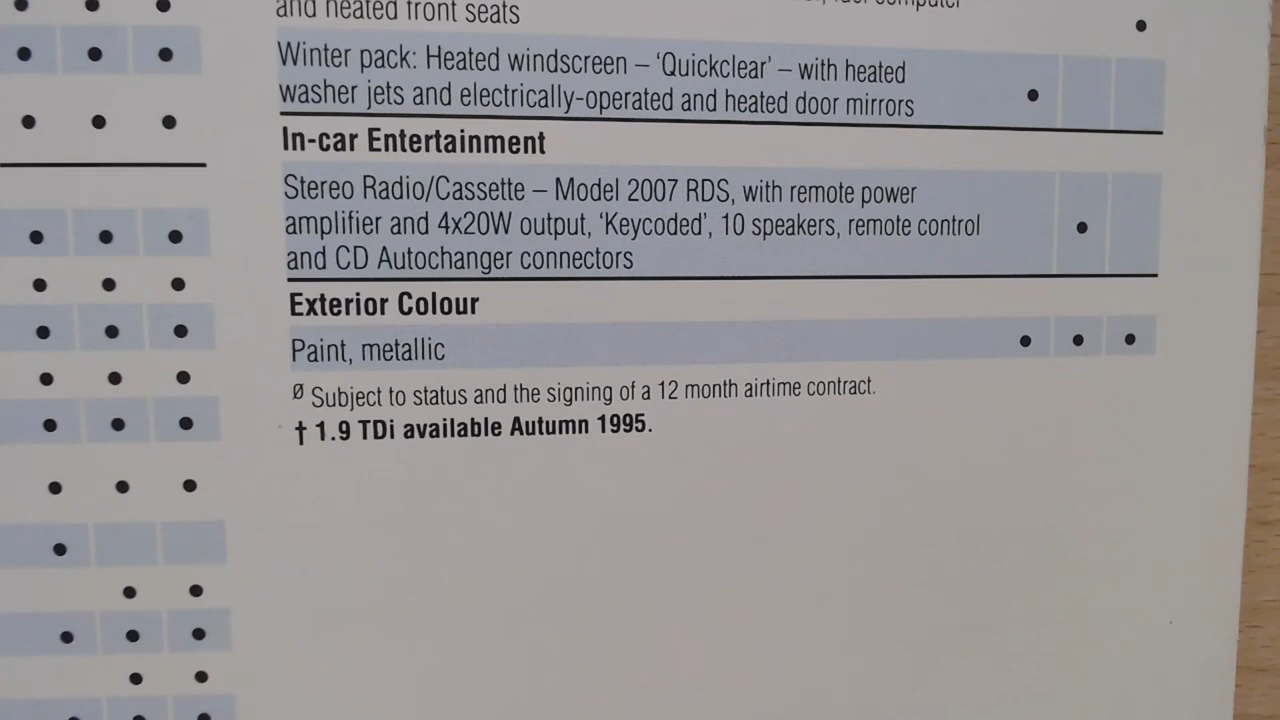 and heated front seats
Winter pack: Heated windscreen – ‘Quickclear’ – with heated
washer jets and electrically-operated and heated door mirrors
In-car Entertainment
Stereo Radio/Cassette – Model 2007 RDS, with remote power
amplifier and 4x20W output, ‘Keycoded’, 10 speakers, remote control
and CD Autochanger connectors
Exterior Colour
Paint, metallic
Ø Subject to status and the signing of a 12 month airtime contract.
† 1.9 TDi available Autumn 1995.